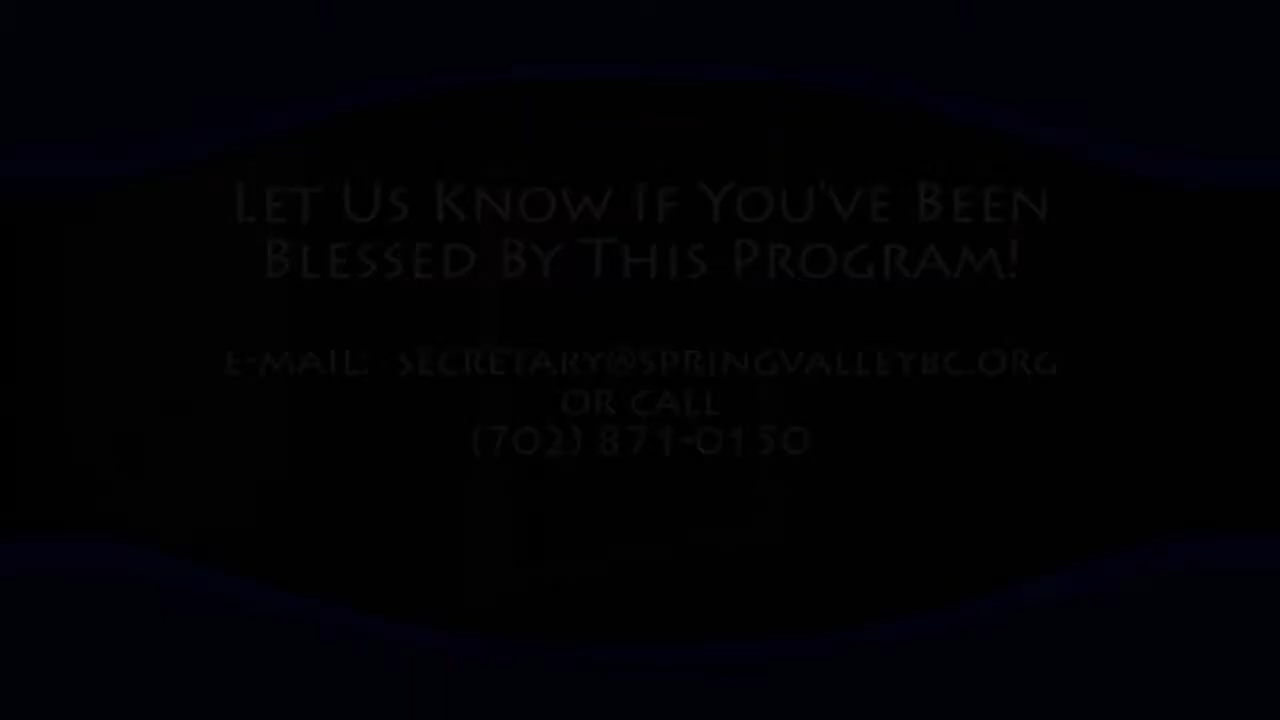 Let Us Know If You've Been
Blessed By This Program!
E-mail: secretary@springvalleybc.org
or call
(702) 871-0150